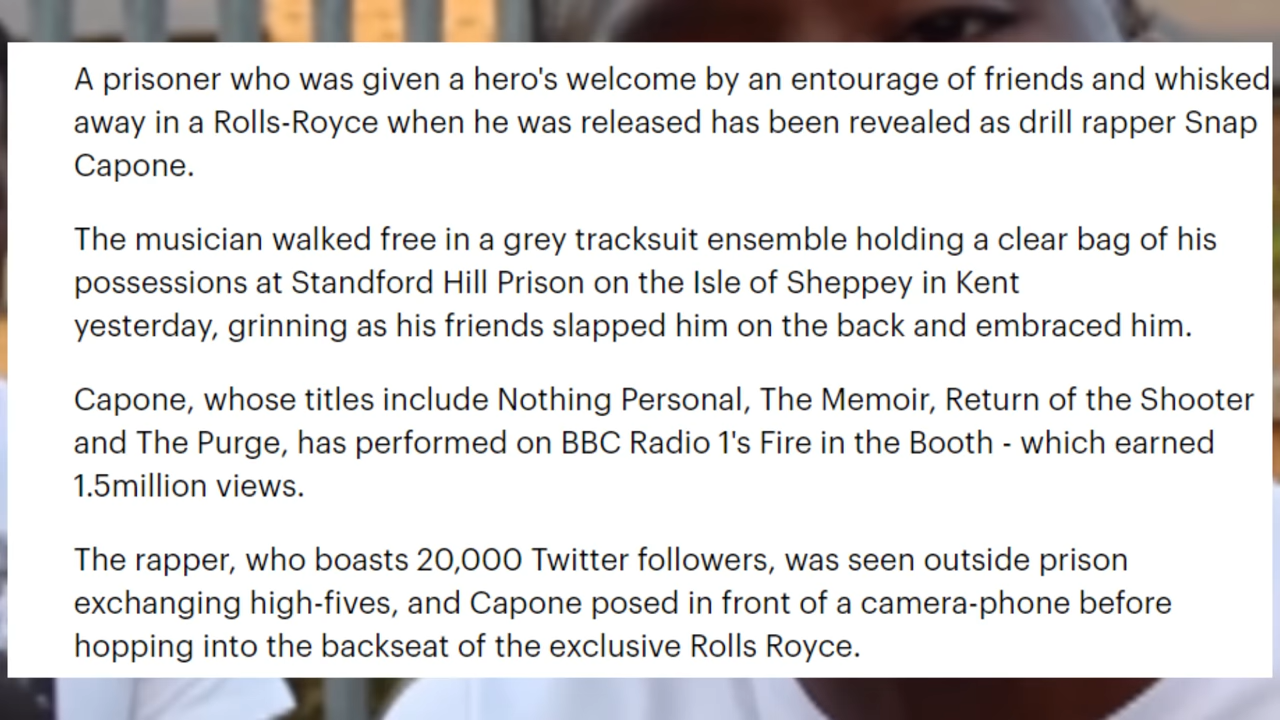 A prisoner who was given a hero's welcome by an entourage of friends and whisked
away in a Rolls-Royce when he was released has been revealed as drill rapper Snap
Capone.
The musician walked free in a grey tracksuit ensemble holding a clear bag of his
possessions at Standford Hill Prison on the Isle of Sheppey in Kent
yesterday, grinning as his friends slapped him on the back and embraced him.
Capone, whose titles include Nothing Personal, The Memoir, Return of the Shooter
and The Purge, has performed on BBC Radio 1's Fire in the Booth - which earned
1.5million views.
The rapper, who boasts 20,000 Twitter followers, was seen outside prison
exchanging high-fives, and Capone posed in front of a camera-phone before
hopping into the backseat of the exclusive Rolls Royce.